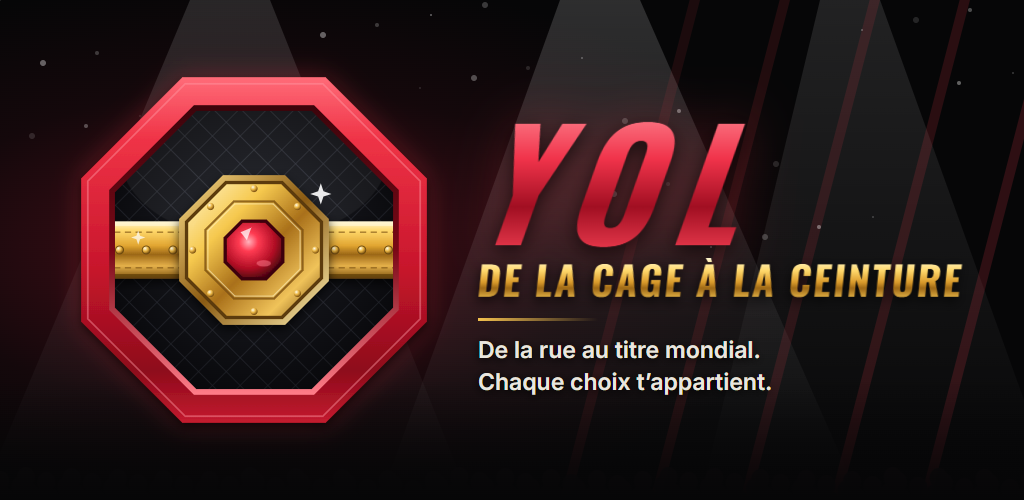 YOL
DE LA CAGE À LA CEINTURE
De la rue au titre mondial.
Chaque choix t’appartient.